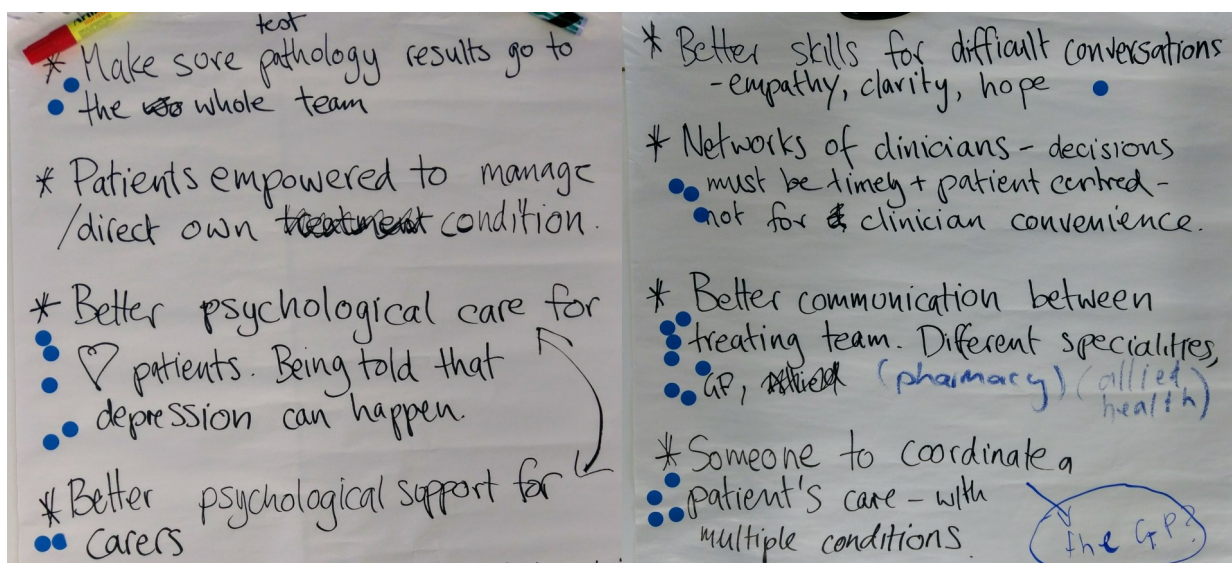 test
* Make sore pathology results go to
the whole team
* Patients empowered to manage
/direct own treatment condition.
* Better psychological care for
♡ patients. Being told that
depression can happen.
* Better psychological support for
carers
* Better skills for difficult conversations
- empathy, clarity, hope
* Networks of clinicians - decisions
must be timely + patient centred -
not for clinician convenience.
* Better communication between
treating team. Different specialities,
GP, (pharmacy) (allied
health)
* Someone to coordinate a
patient's care - with
multiple conditions.
the GP?